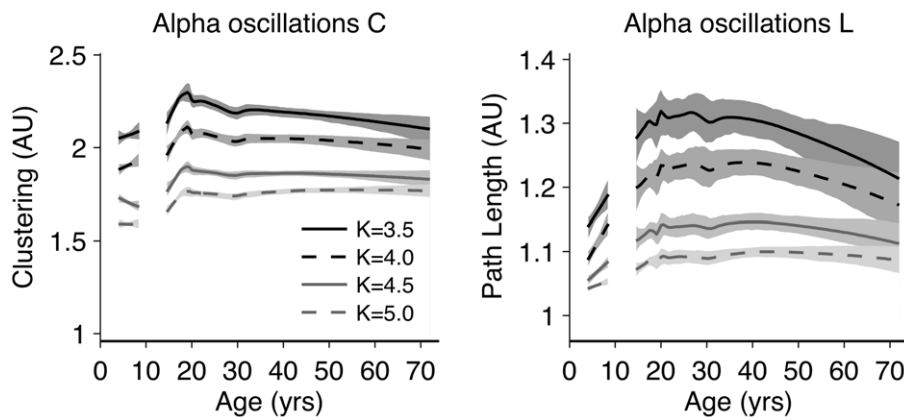 Alpha oscillations C
2.5
2
1.5
1
Clustering (AU)
K=3.5
K=4.0
K=4.5
K=5.0
0 10 20 30 40 50 60 70
Age (yrs)
Alpha oscillations L
1.4
1.3
1.2
1.1
1
Path Length (AU)
0 10 20 30 40 50 60 70
Age (yrs)